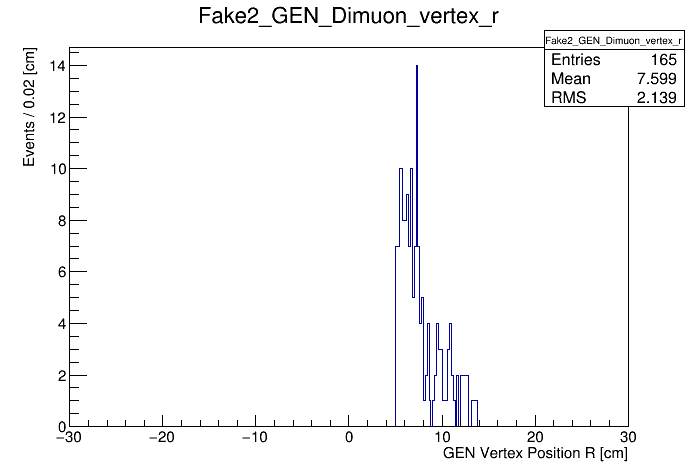 Fake2_GEN_Dimuon_vertex_r
Fake2_GEN_Dimuon_vertex_r
Entries 165
Mean 7.599
RMS 2.139
Events / 0.02 [cm]
14
12
10
8
6
4
2
0
−30 −20 −10 0 10 20 30
GEN Vertex Position R [cm]